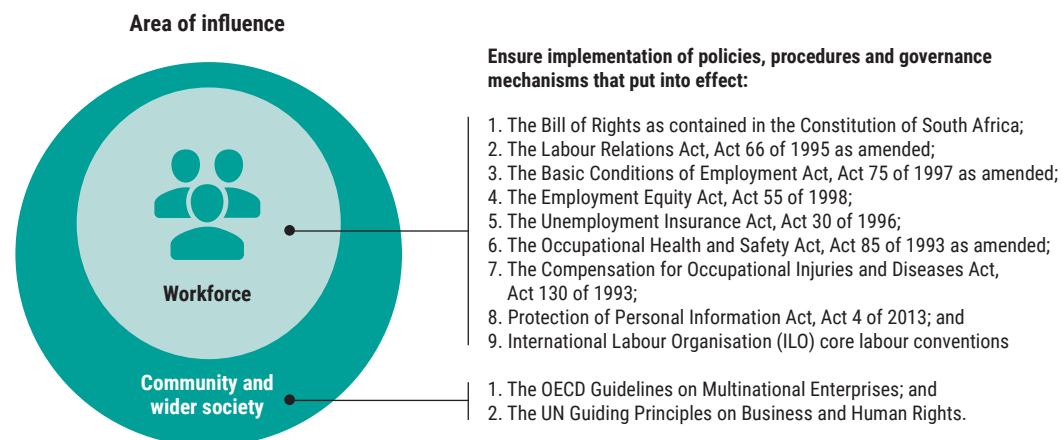 Area of influence
Workforce
Community and
wider society
Ensure implementation of policies, procedures and governance
mechanisms that put into effect:
1. The Bill of Rights as contained in the Constitution of South Africa;
2. The Labour Relations Act, Act 66 of 1995 as amended;
3. The Basic Conditions of Employment Act, Act 75 of 1997 as amended;
4. The Employment Equity Act, Act 55 of 1998;
5. The Unemployment Insurance Act, Act 30 of 1996;
6. The Occupational Health and Safety Act, Act 85 of 1993 as amended;
7. The Compensation for Occupational Injuries and Diseases Act,
Act 130 of 1993;
8. Protection of Personal Information Act, Act 4 of 2013; and
9. International Labour Organisation (ILO) core labour conventions
1. The OECD Guidelines on Multinational Enterprises; and
2. The UN Guiding Principles on Business and Human Rights.